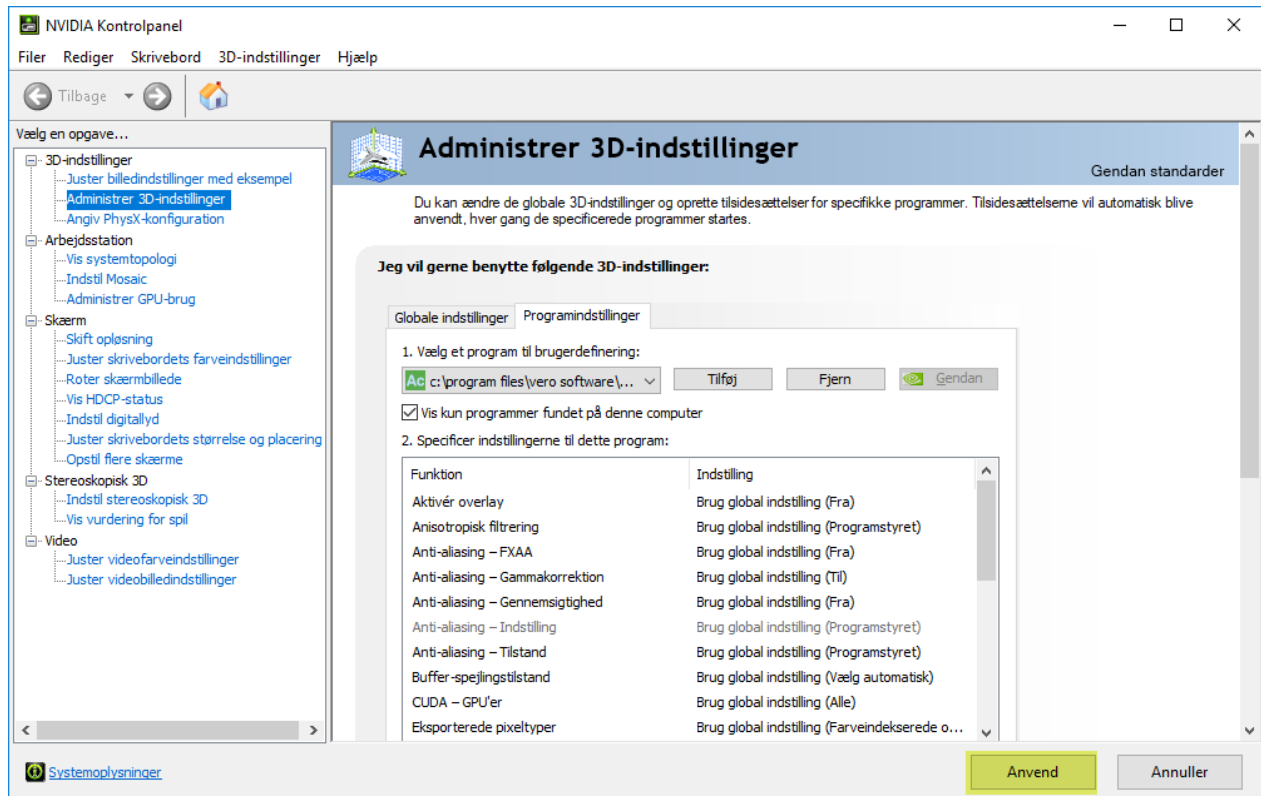 NVIDIA Kontrolpanel
Filer Rediger Skrivebord 3D-indstillinger Hjælp
Tilbage
Vælg en opgave...
3D-indstillinger
Juster billedindstillinger med eksempel
Administrer 3D-indstillinger
Angiv PhysX-konfiguration
Arbejdsstation
Vis systemtopologi
Indstil Mosaic
Administrer GPU-brug
Skærm
Skift opløsning
Juster skrivebordets farveindstillinger
Roter skærmbillede
Vis HDCP-status
Indstil digitallyd
Juster skrivebordets størrelse og placering
Opstil flere skærme
Stereoskopisk 3D
Indstil stereoskopisk 3D
Vis vurdering for spil
Video
Juster videofarveindstillinger
Juster videobilledindstillinger
Administrer 3D-indstillinger
Gendan standarder
Du kan ændre de globale 3D-indstillinger og oprette tilsidesættelser for specifikke programmer. Tilsidesættelserne vil automatisk blive
anvendt, hver gang de specificerede programmer startes.
Jeg vil gerne benytte følgende 3D-indstillinger:
Globale indstillinger Programindstillinger
1. Vælg et program til brugerdefinering:
Ac c:\program files\vero software\... Tilføj Fjern Gendan
Vis kun programmer fundet på denne computer
2. Specificer indstillingerne til dette program:
Funktion Indstilling
Aktivér overlay Brug global indstilling (Fra)
Anisotropisk filtrering Brug global indstilling (Programstyret)
Anti-aliasing – FXAA Brug global indstilling (Fra)
Anti-aliasing – Gammakorrektion Brug global indstilling (Til)
Anti-aliasing – Gennemsigtighed Brug global indstilling (Fra)
Anti-aliasing – Indstilling Brug global indstilling (Programstyret)
Anti-aliasing – Tilstand Brug global indstilling (Programstyret)
Buffer-spejlingstilstand Brug global indstilling (Vælg automatisk)
CUDA – GPU'er Brug global indstilling (Alle)
Eksporterede pixeltyper Brug global indstilling (Farveindekserede o...
Systemoplysninger
Anvend Annuller